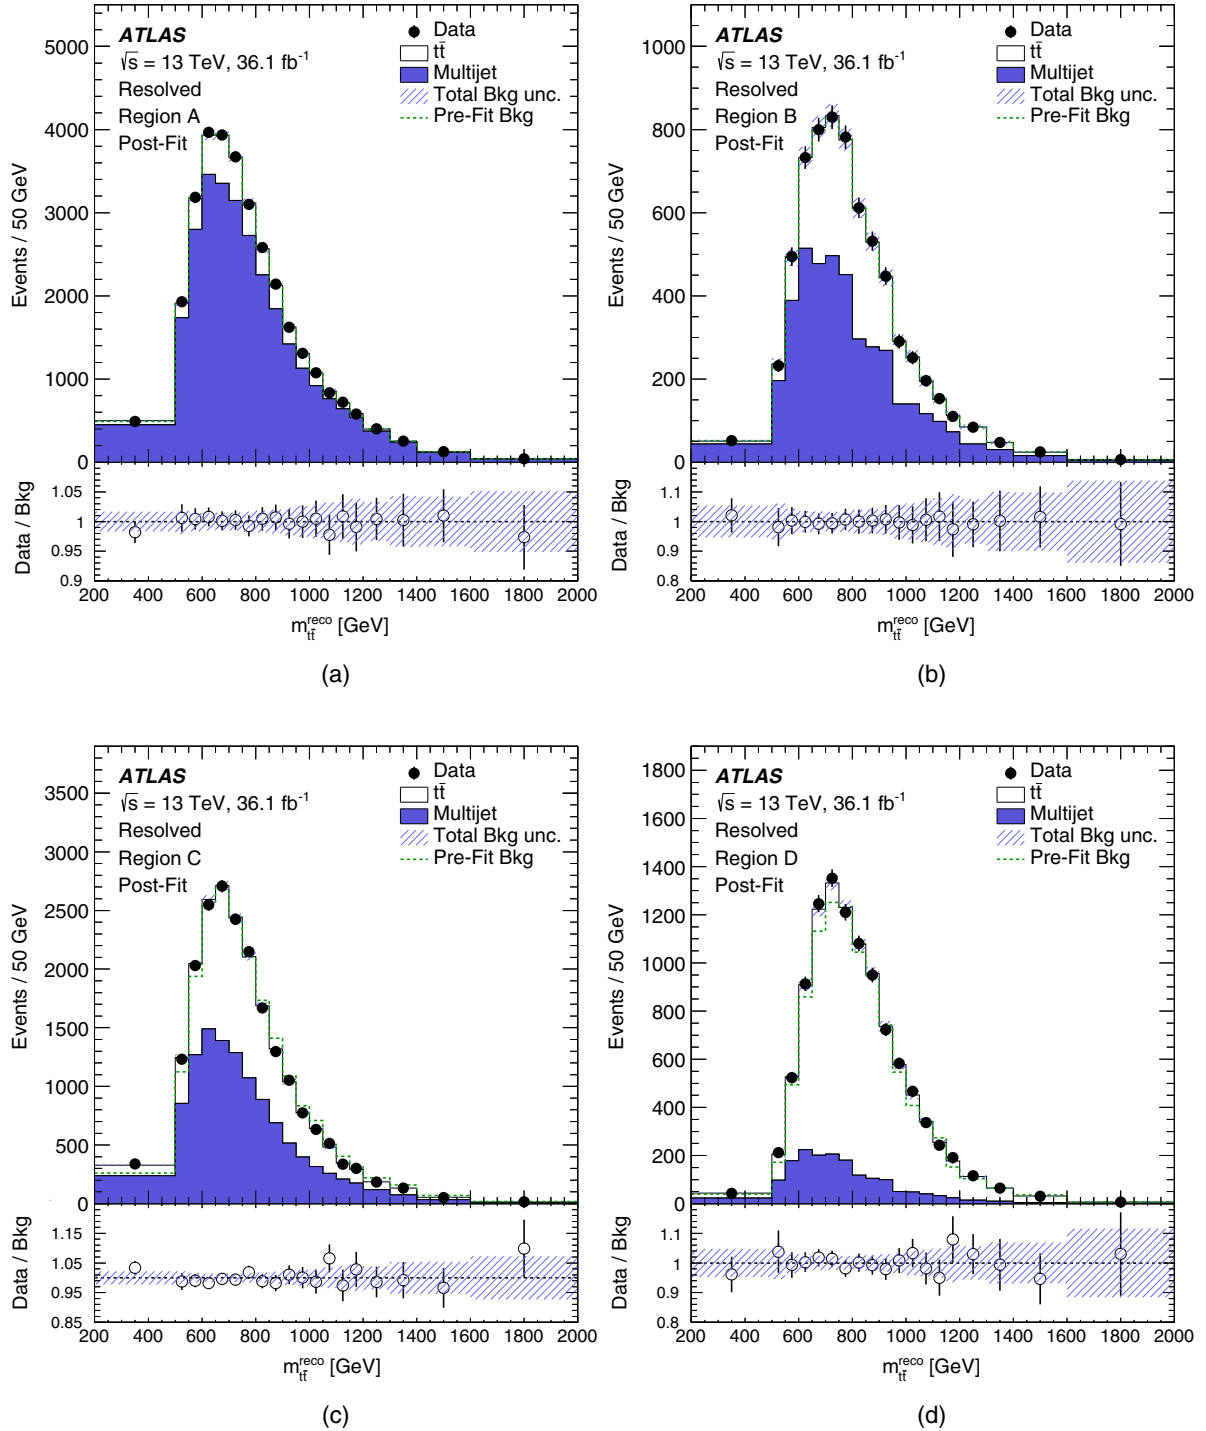 ATLAS
√s = 13 TeV, 36.1 fb⁻¹
Resolved
Region A
Post-Fit
Data
tt̄
Multijet
Total Bkg unc.
Pre-Fit Bkg
Events / 50 GeV
5000
4000
3000
2000
1000
0
Data / Bkg
1.05
1
0.95
0.9
200 400 600 800 1000 1200 1400 1600 1800 2000
m_{tt̄}^{reco} [GeV]
(a)
ATLAS
√s = 13 TeV, 36.1 fb⁻¹
Resolved
Region B
Post-Fit
Data
tt̄
Multijet
Total Bkg unc.
Pre-Fit Bkg
Events / 50 GeV
1000
800
600
400
200
0
Data / Bkg
1.1
1
0.9
0.8
200 400 600 800 1000 1200 1400 1600 1800 2000
m_{tt̄}^{reco} [GeV]
(b)
ATLAS
√s = 13 TeV, 36.1 fb⁻¹
Resolved
Region C
Post-Fit
Data
tt̄
Multijet
Total Bkg unc.
Pre-Fit Bkg
Events / 50 GeV
3500
3000
2500
2000
1500
1000
500
0
Data / Bkg
1.15
1.05
0.95
0.85
200 400 600 800 1000 1200 1400 1600 1800 2000
m_{tt̄}^{reco} [GeV]
(c)
ATLAS
√s = 13 TeV, 36.1 fb⁻¹
Resolved
Region D
Post-Fit
Data
tt̄
Multijet
Total Bkg unc.
Pre-Fit Bkg
Events / 50 GeV
1800
1600
1400
1200
1000
800
600
400
200
0
Data / Bkg
1.1
1
0.9
0.8
200 400 600 800 1000 1200 1400 1600 1800 2000
m_{tt̄}^{reco} [GeV]
(d)